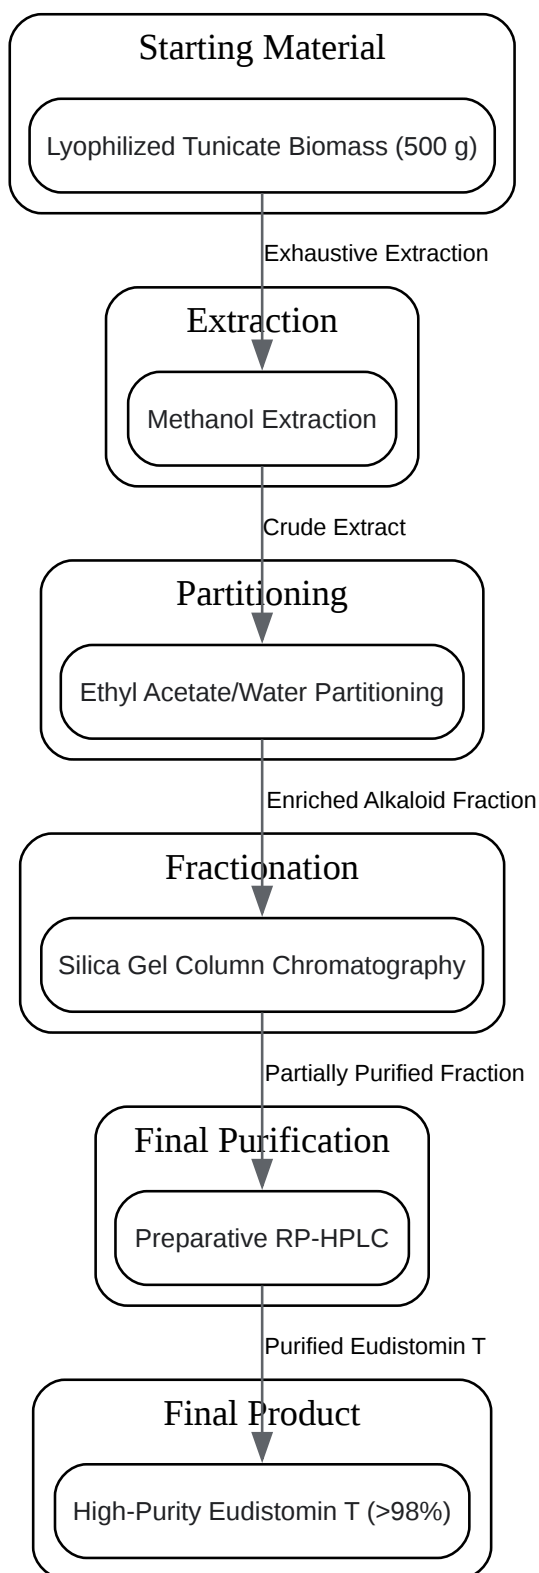 Starting Material
Lyophilized Tunicate Biomass (500 g)
Exhaustive Extraction
Extraction
Methanol Extraction
Crude Extract
Partitioning
Ethyl Acetate/Water Partitioning
Enriched Alkaloid Fraction
Fractionation
Silica Gel Column Chromatography
Partially Purified Fraction
Final Purification
Preparative RP-HPLC
Purified Eudistomin T
Final Product
High-Purity Eudistomin T (>98%)